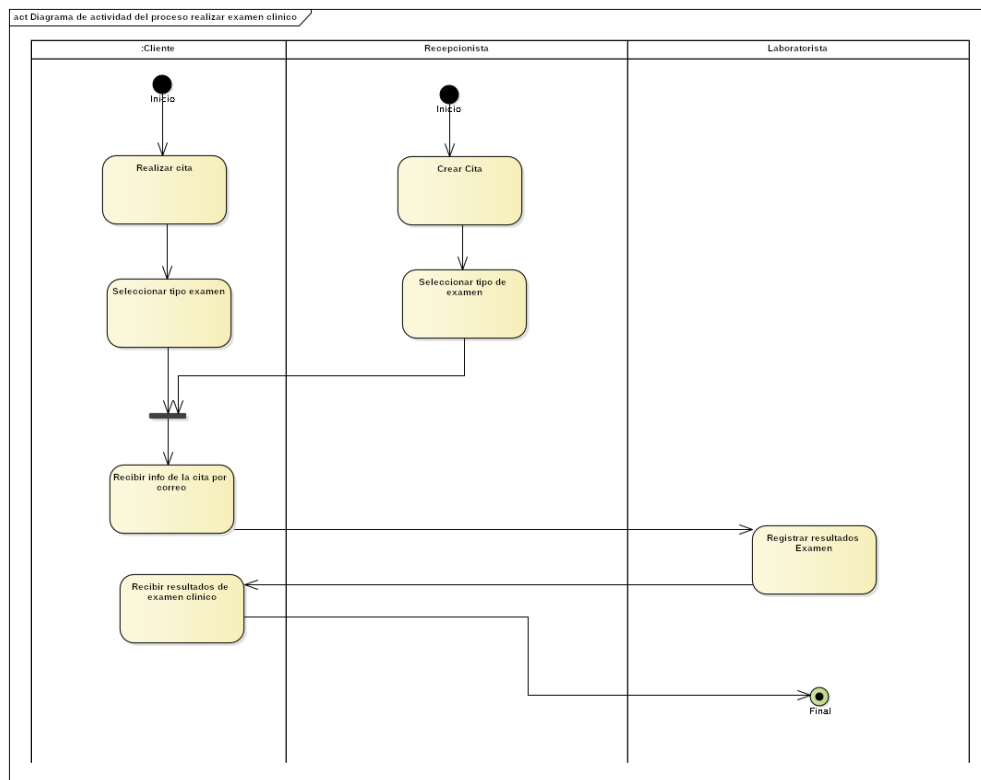 act Diagrama de actividad del proceso realizar examen clinico
:Cliente
Recepcionista
Laboratorista
Inicio
Inicio
Realizar cita
Crear Cita
Seleccionar tipo examen
Seleccionar tipo de
examen
Recibir info de la cita por
correo
Registrar resultados
Examen
Recibir resultados de
examen clinico
Final